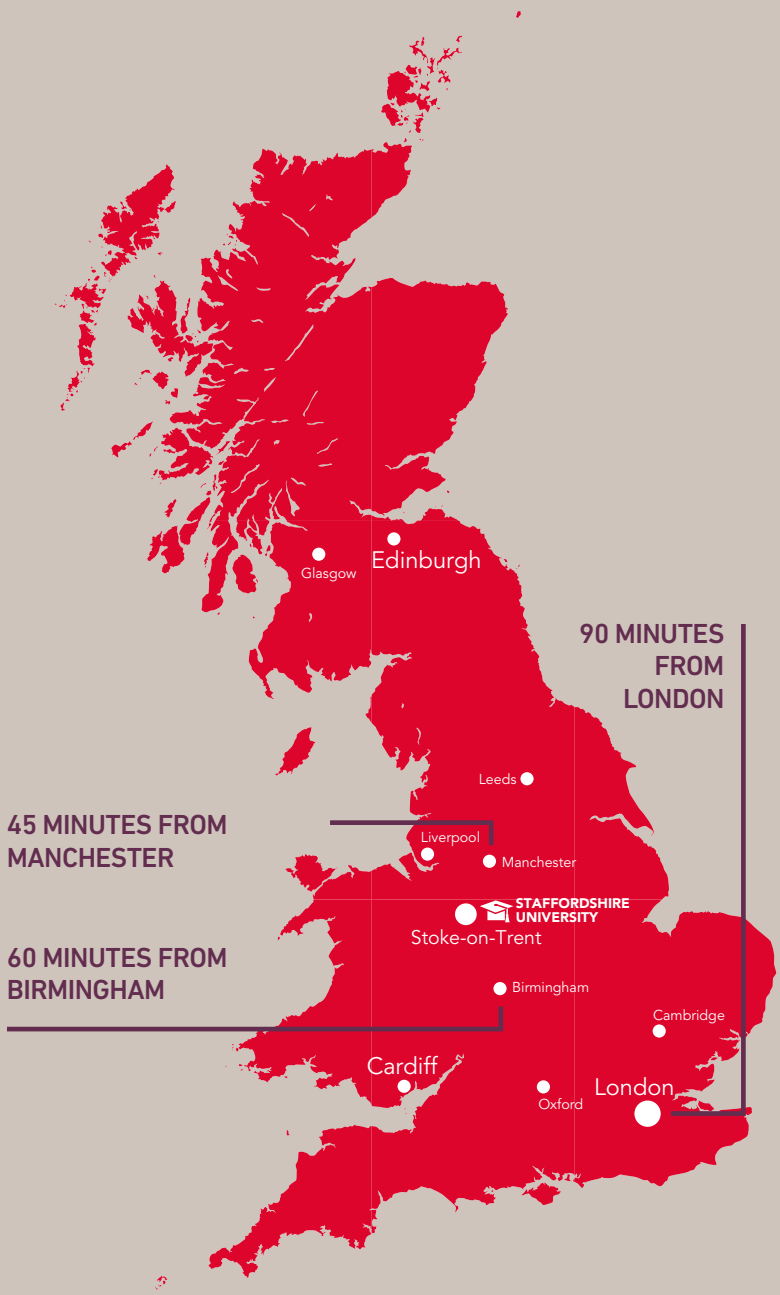 Glasgow
Edinburgh
90 MINUTES
FROM
LONDON
Leeds
45 MINUTES FROM
MANCHESTER
Liverpool
Manchester
STAFFORDSHIRE
UNIVERSITY
Stoke-on-Trent
60 MINUTES FROM
BIRMINGHAM
Birmingham
Cambridge
Cardiff
London
Oxford